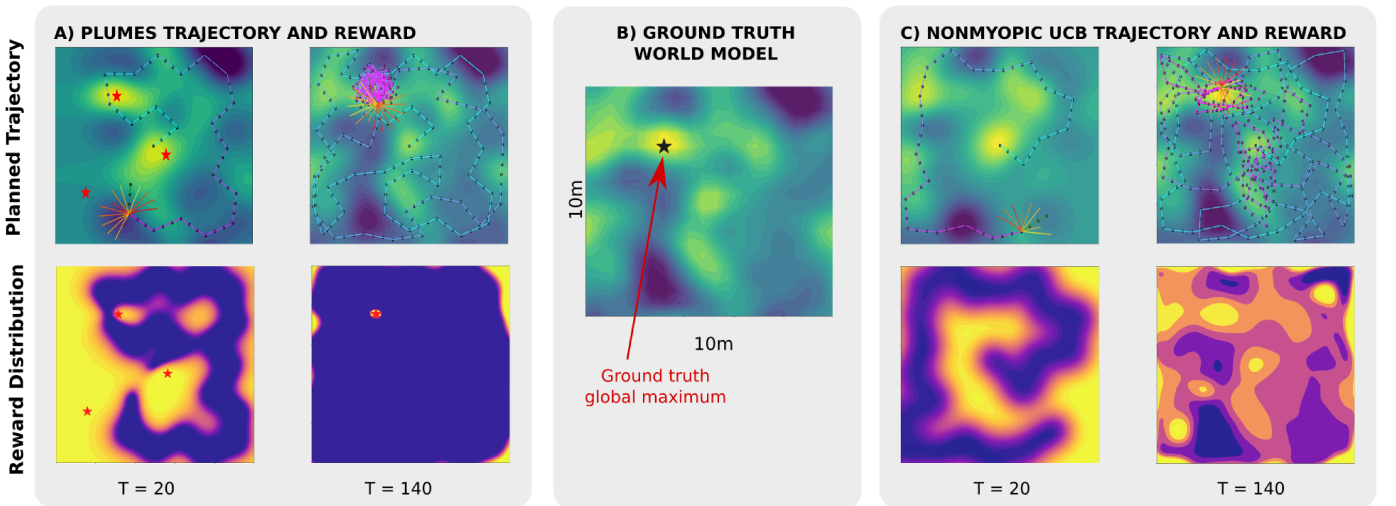 A) PLUMES TRAJECTORY AND REWARD
B) GROUND TRUTH
WORLD MODEL
C) NONMYOPIC UCB TRAJECTORY AND REWARD
Planned Trajectory
Reward Distribution
10m
10m
Ground truth
global maximum
T = 20
T = 140
T = 20
T = 140